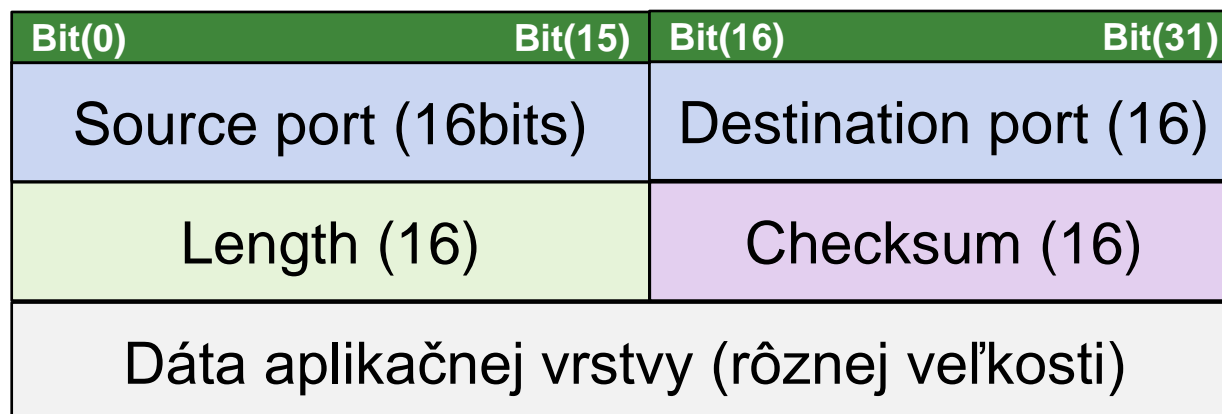 Bit(0) Bit(15) Bit(16) Bit(31)
Source port (16bits) Destination port (16)
Length (16) Checksum (16)
Dáta aplikačnej vrstvy (rôznej veľkosti)